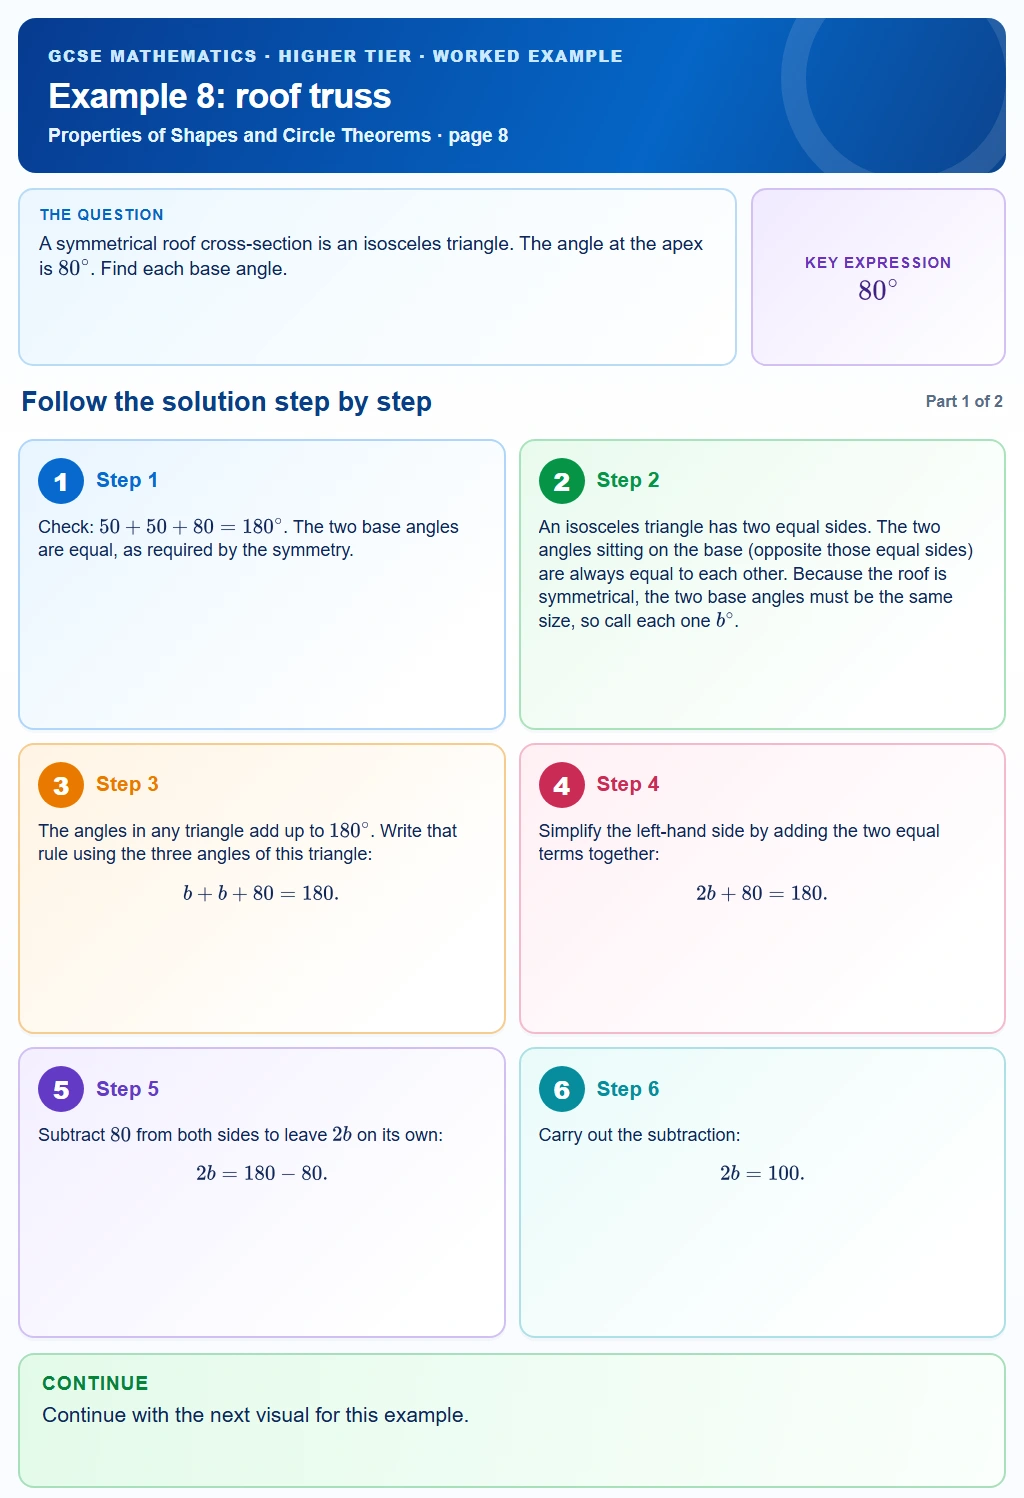 GCSE MATHEMATICS · HIGHER TIER · WORKED EXAMPLE
Example 8: roof truss
Properties of Shapes and Circle Theorems · page 8
THE QUESTION
A symmetrical roof cross-section is an isosceles triangle. The angle at the apex
is 80°. Find each base angle.
KEY EXPRESSION
80°
Follow the solution step by step
Part 1 of 2
1 Step 1
Check: 50 + 50 + 80 = 180°. The two base angles
are equal, as required by the symmetry.
2 Step 2
An isosceles triangle has two equal sides. The two
angles sitting on the base (opposite those equal sides)
are always equal to each other. Because the roof is
symmetrical, the two base angles must be the same
size, so call each one b°.
3 Step 3
The angles in any triangle add up to 180°. Write that
rule using the three angles of this triangle:
b + b + 80 = 180.
4 Step 4
Simplify the left-hand side by adding the two equal
terms together:
2b + 80 = 180.
5 Step 5
Subtract 80 from both sides to leave 2b on its own:
2b = 180 − 80.
6 Step 6
Carry out the subtraction:
2b = 100.
CONTINUE
Continue with the next visual for this example.